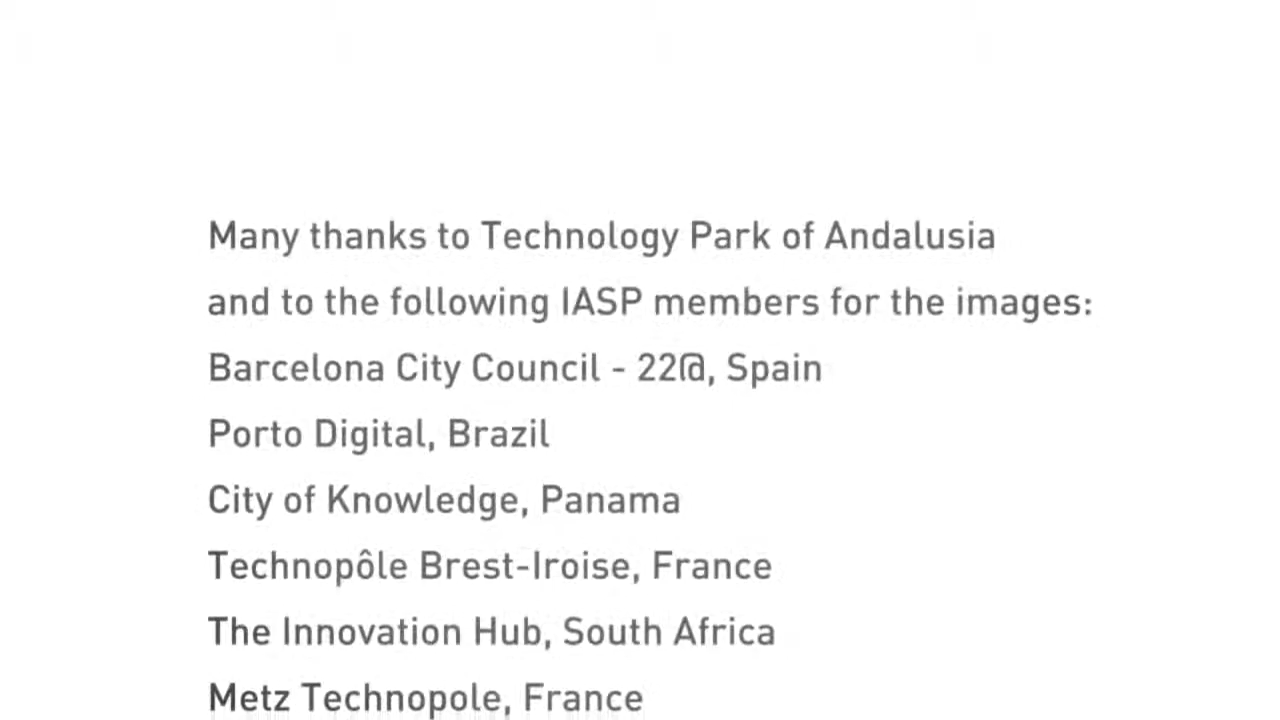 Many thanks to Technology Park of Andalusia
and to the following IASP members for the images:
Barcelona City Council - 22@, Spain
Porto Digital, Brazil
City of Knowledge, Panama
Technopôle Brest-Iroise, France
The Innovation Hub, South Africa
Metz Technopole, France